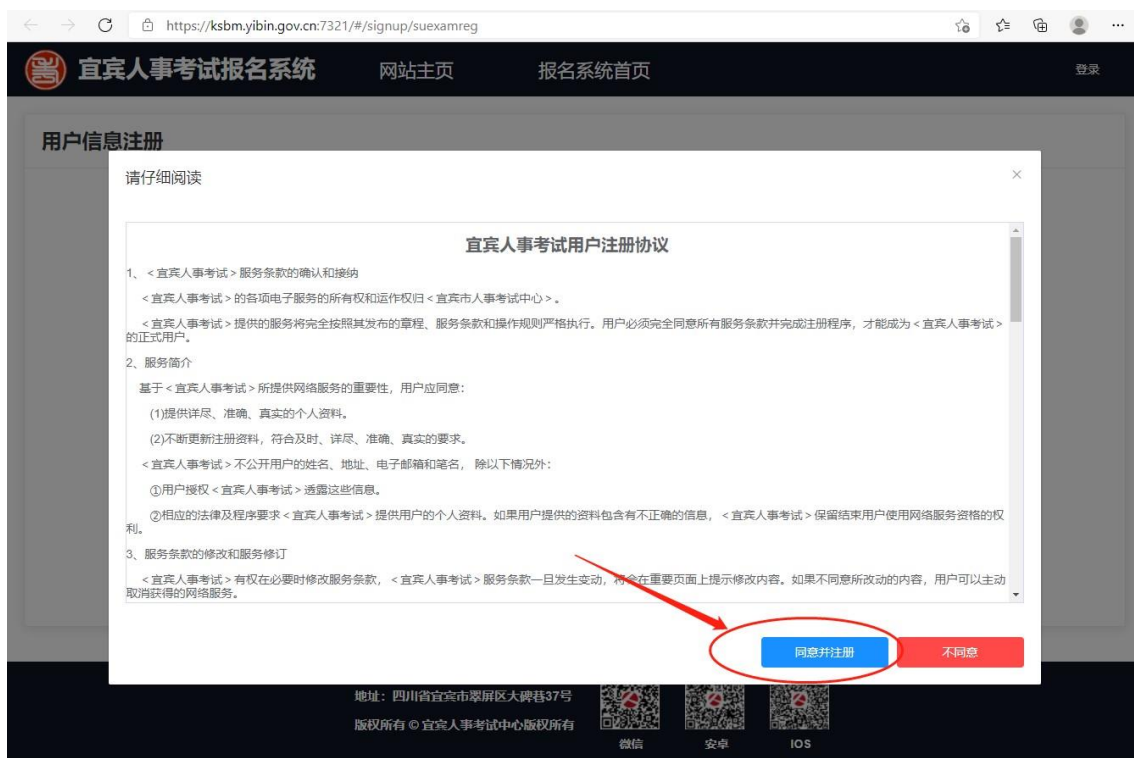 https://ksbm.yibin.gov.cn:7321/#/signup/suexamreg
宜宾人事考试报名系统 网站主页 报名系统首页 登录
用户信息注册
请仔细阅读
宜宾人事考试用户注册协议
1、<宜宾人事考试>服务条款的确认和接纳
<宜宾人事考试>的各项电子服务的所有权和运作权归<宜宾市人事考试中心>。
<宜宾人事考试>提供的服务将完全按照其发布的章程、服务条款和操作规则严格执行。用户必须完全同意所有服务条款并完成注册程序，才能成为<宜宾人事考试>
的正式用户。
2、服务简介
基于<宜宾人事考试>所提供网络服务的重要性，用户应同意：
(1)提供详尽、准确、真实的个人资料。
(2)不断更新注册资料，符合及时、详尽、准确、真实的要求。
<宜宾人事考试>不公开用户的姓名、地址、电子邮箱和笔名， 除以下情况外：
①用户授权<宜宾人事考试>透露这些信息。
②相应的法律及程序要求<宜宾人事考试>提供用户的个人资料。如果用户提供的资料包含有不正确的信息，<宜宾人事考试>保留结束用户使用网络服务资格的权
利。
3、服务条款的修改和服务修订
<宜宾人事考试>有权在必要时修改服务条款，<宜宾人事考试>服务条款一旦发生变动，将会在重要页面上提示修改内容。如果不同意所改动的内容，用户可以主动
取消获得的网络服务。
同意并注册 不同意
地址：四川省宜宾市翠屏区大碑巷37号
版权所有©宜宾人事考试中心版权所有
微信 安卓 IOS